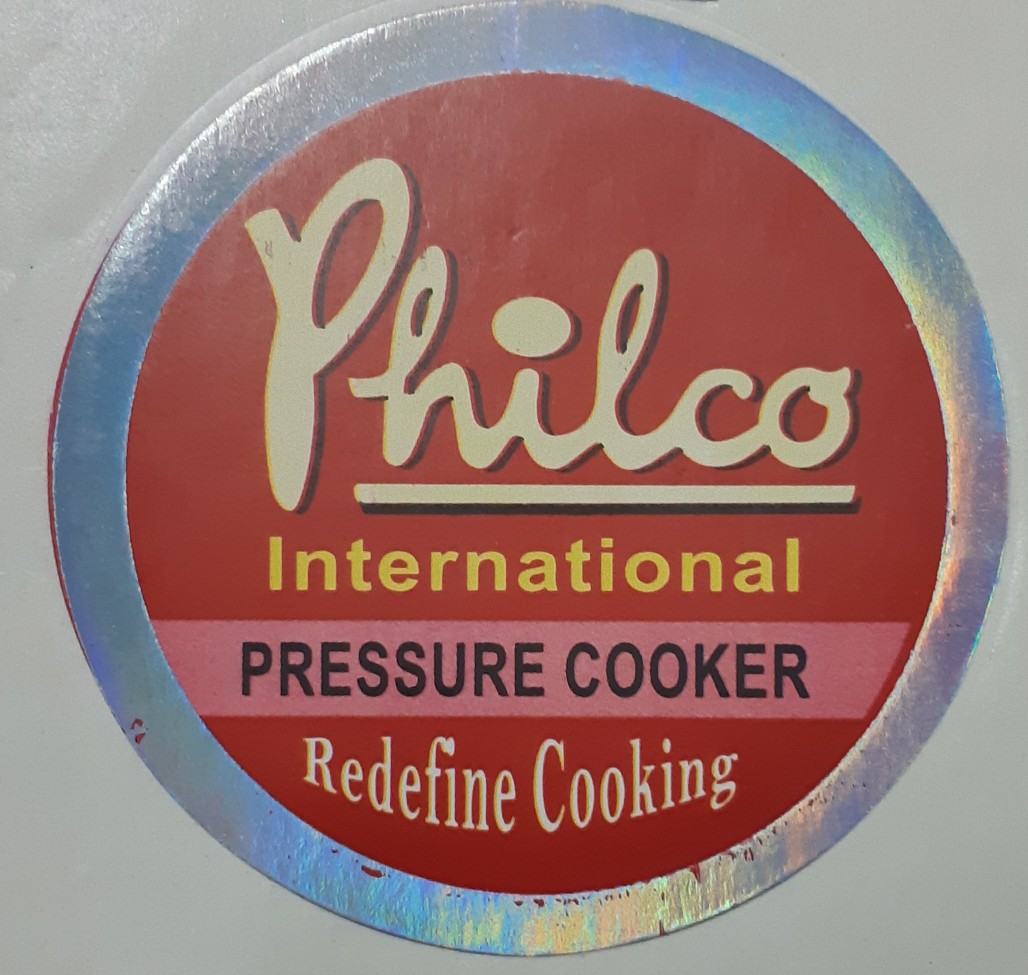 Philco
International
PRESSURE COOKER
Redefine Cooking